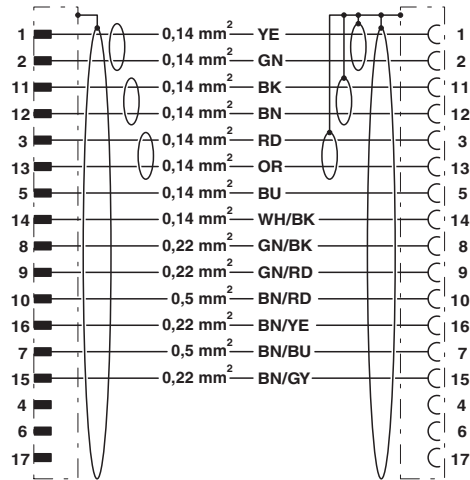 1 0,14 mm² YE 1
2 0,14 mm² GN 2
11 0,14 mm² BK 11
12 0,14 mm² BN 12
3 0,14 mm² RD 3
13 0,14 mm² OR 13
5 0,14 mm² BU 5
14 0,14 mm² WH/BK 14
8 0,22 mm² GN/BK 8
9 0,22 mm² GN/RD 9
10 0,5 mm² BN/RD 10
16 0,22 mm² BN/YE 16
7 0,5 mm² BN/BU 7
15 0,22 mm² BN/GY 15
4 4
6 6
17 17